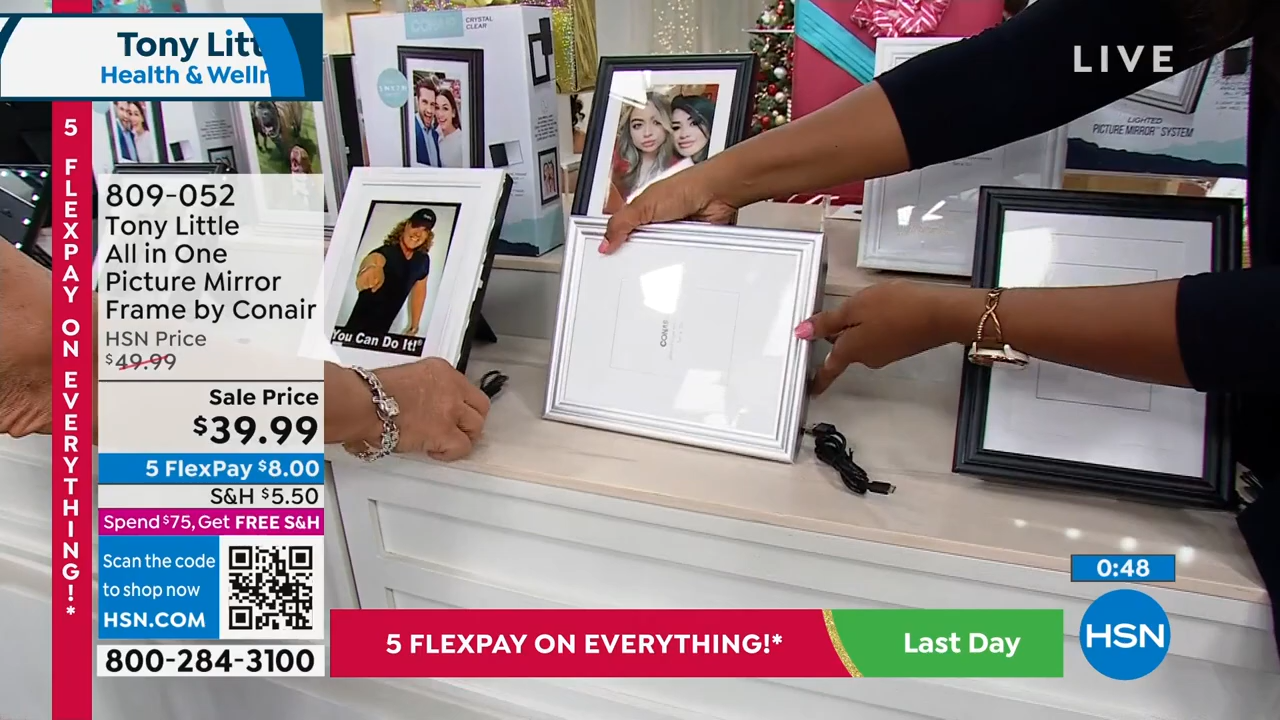 Tony Litt
Health & Welln
LIVE
5 FLEXPAY ON EVERYTHING!*
809-052
Tony Little
All in One
Picture Mirror
Frame by Conair
HSN Price
$49.99
Sale Price
$39.99
5 FlexPay $8.00
S&H $5.50
Spend $75, Get FREE S&H
Scan the code
to shop now
HSN.COM
800-284-3100
CRYSTAL
CLEAR
LIGHTED
PICTURE MIRROR™ SYSTEM
You Can Do It!®
0:48
5 FLEXPAY ON EVERYTHING!*
Last Day
HSN